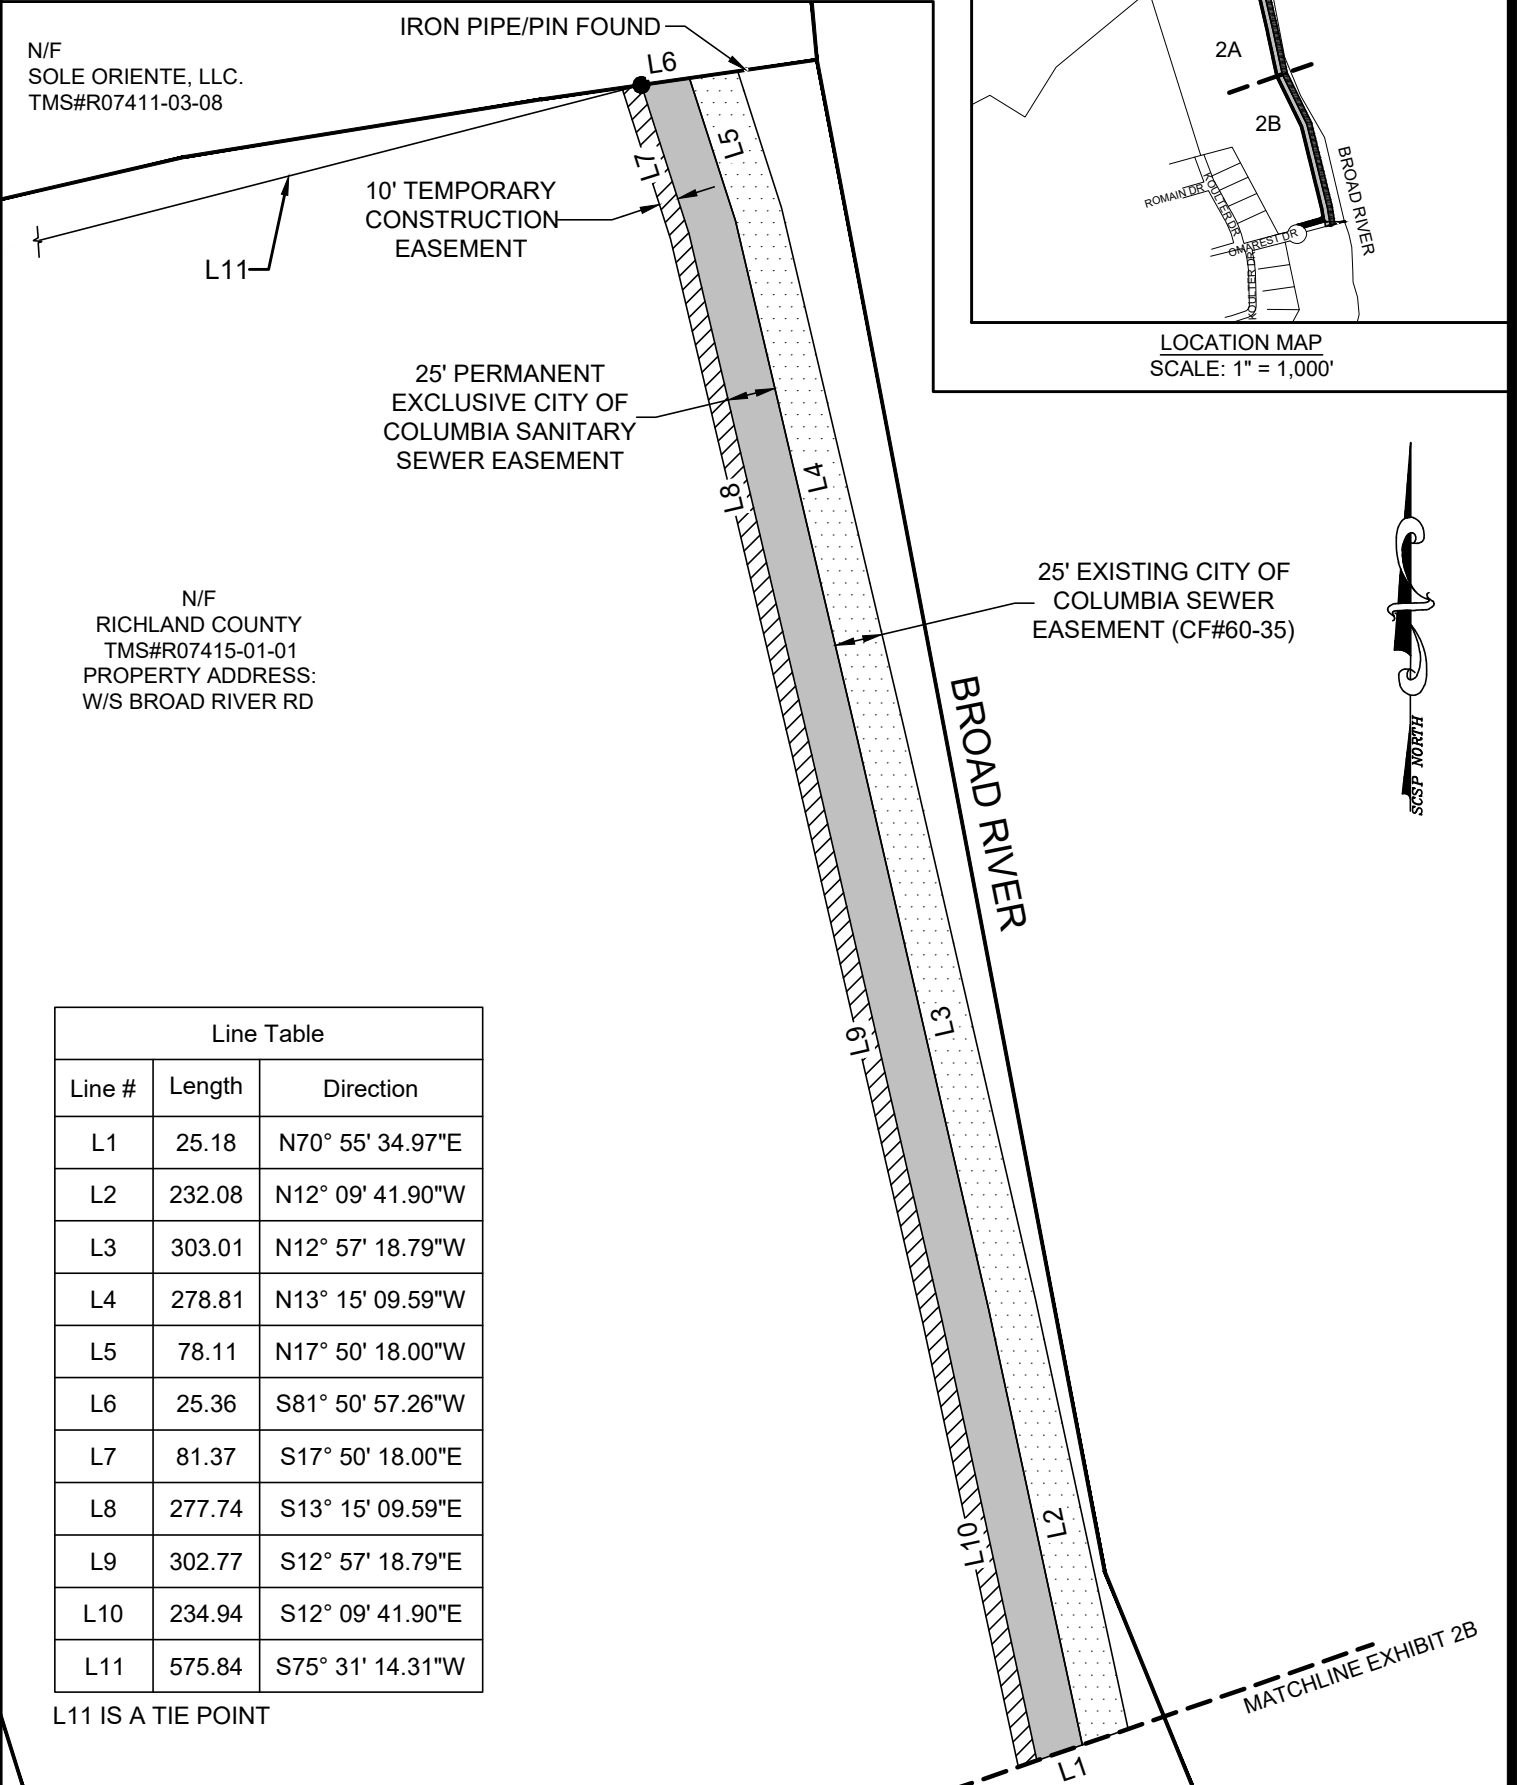 IRON PIPE/PIN FOUND
N/F
SOLE ORIENTE, LLC.
TMS#R07411-03-08
L6
L5
L7
10' TEMPORARY
CONSTRUCTION
EASEMENT
L11
2A
2B
BROAD RIVER
ROMAIN DR
KOULTER DR
OMAREST DR
KOULTER DR
LOCATION MAP
SCALE: 1" = 1,000'
25' PERMANENT
EXCLUSIVE CITY OF
COLUMBIA SANITARY
SEWER EASEMENT
L4
L8
25' EXISTING CITY OF
COLUMBIA SEWER
EASEMENT (CF#60-35)
N/F
RICHLAND COUNTY
TMS#R07415-01-01
PROPERTY ADDRESS:
W/S BROAD RIVER RD
BROAD RIVER
SCSP NORTH
L3
L9
Line Table
Line # Length Direction
L1 25.18 N70° 55' 34.97"E
L2 232.08 N12° 09' 41.90"W
L3 303.01 N12° 57' 18.79"W
L4 278.81 N13° 15' 09.59"W
L5 78.11 N17° 50' 18.00"W
L6 25.36 S81° 50' 57.26"W
L7 81.37 S17° 50' 18.00"E
L8 277.74 S13° 15' 09.59"E
L9 302.77 S12° 57' 18.79"E
L10 234.94 S12° 09' 41.90"E
L11 575.84 S75° 31' 14.31"W
L11 IS A TIE POINT
L2
L10
MATCHLINE EXHIBIT 2B
L1